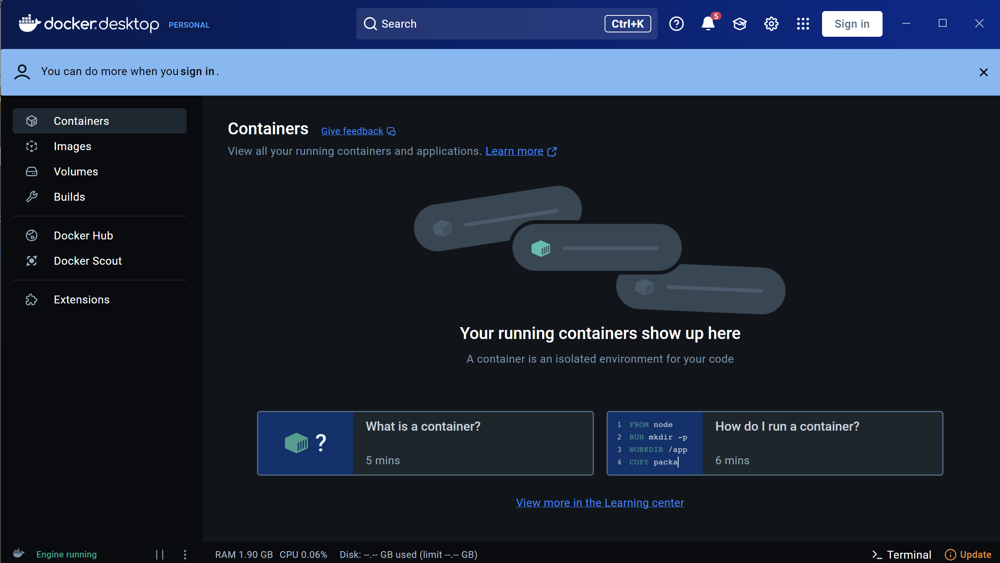 docker desktop PERSONAL
Search Ctrl+K
5
Sign in
You can do more when you sign in.
Containers
Images
Volumes
Builds
Docker Hub
Docker Scout
Extensions
Containers Give feedback
View all your running containers and applications. Learn more
Your running containers show up here
A container is an isolated environment for your code
?
What is a container?
5 mins
1 FROM node
2 RUN mkdir -p
3 WORKDIR /app
4 COPY packa
How do I run a container?
6 mins
View more in the Learning center
Engine running
RAM 1.90 GB CPU 0.06% Disk: --.-- GB used (limit --.-- GB)
Terminal
Update